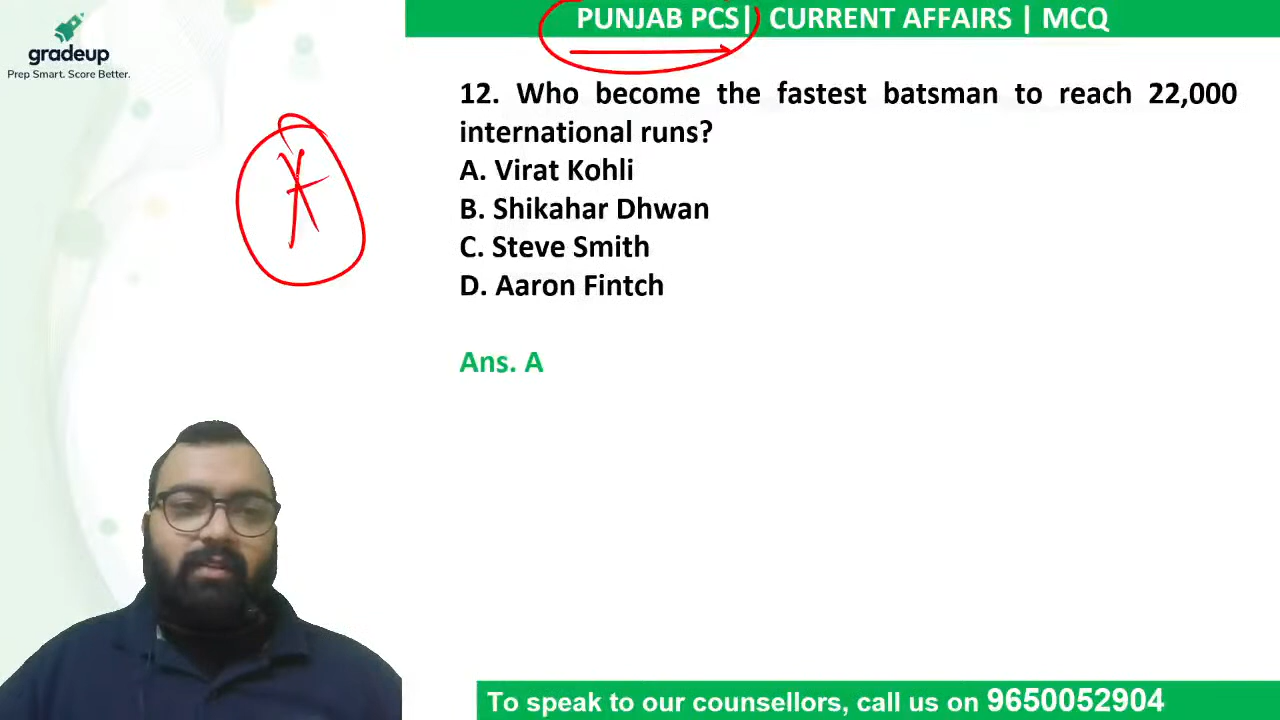 gradeup
Prep Smart. Score Better.
PUNJAB PCS| CURRENT AFFAIRS | MCQ
12. Who become the fastest batsman to reach 22,000
international runs?
A. Virat Kohli
B. Shikahar Dhwan
C. Steve Smith
D. Aaron Fintch
Ans. A
To speak to our counsellors, call us on 9650052904